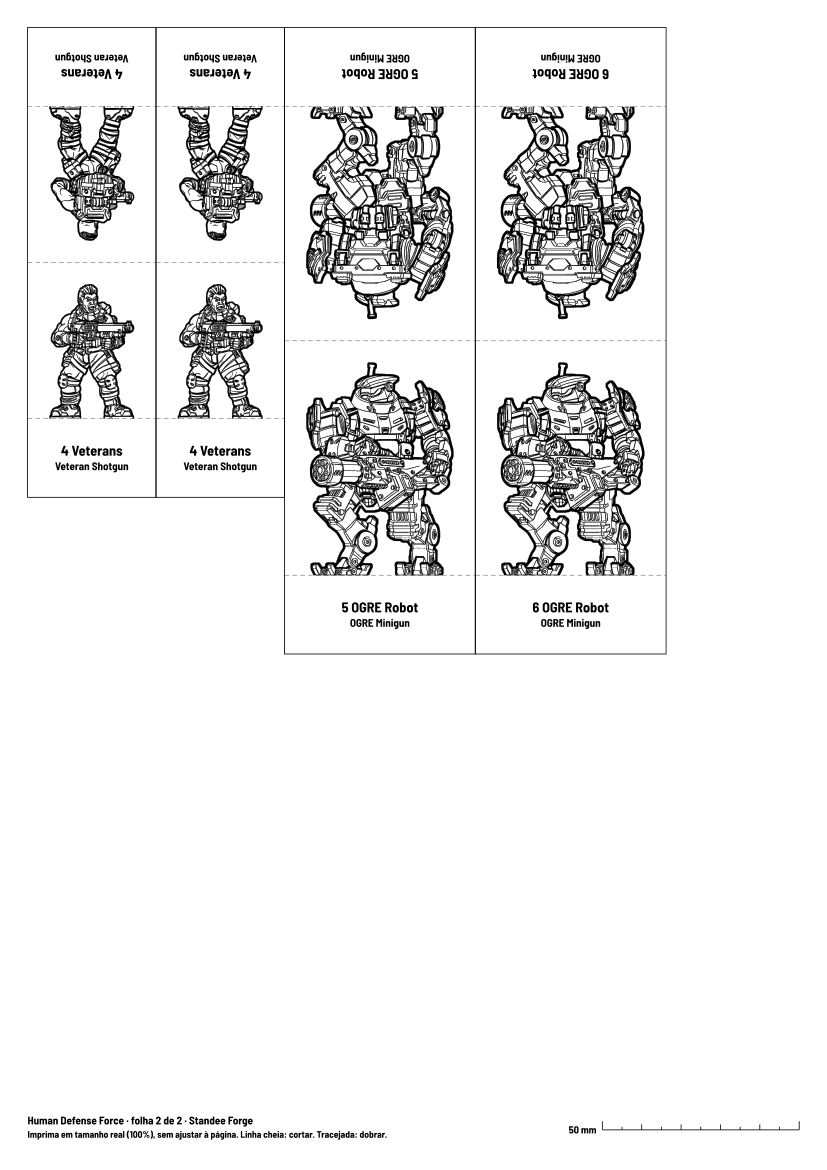 4 Veterans
Veteran Shotgun
4 Veterans
Veteran Shotgun
5 OGRE Robot
OGRE Minigun
6 OGRE Robot
OGRE Minigun
4 Veterans
Veteran Shotgun
4 Veterans
Veteran Shotgun
5 OGRE Robot
OGRE Minigun
6 OGRE Robot
OGRE Minigun
Human Defense Force · folha 2 de 2 · Standee Forge
Imprima em tamanho real (100%), sem ajustar à página. Linha cheia: cortar. Tracejada: dobrar.
50 mm